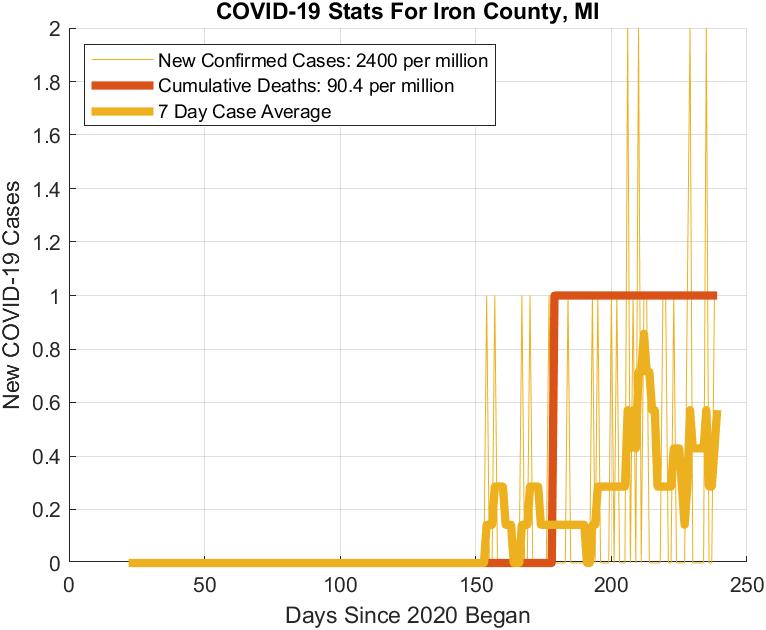 COVID-19 Stats For Iron County, MI
New Confirmed Cases: 2400 per million
Cumulative Deaths: 90.4 per million
7 Day Case Average
New COVID-19 Cases
2
1.8
1.6
1.4
1.2
1
0.8
0.6
0.4
0.2
0
0 50 100 150 200 250
Days Since 2020 Began